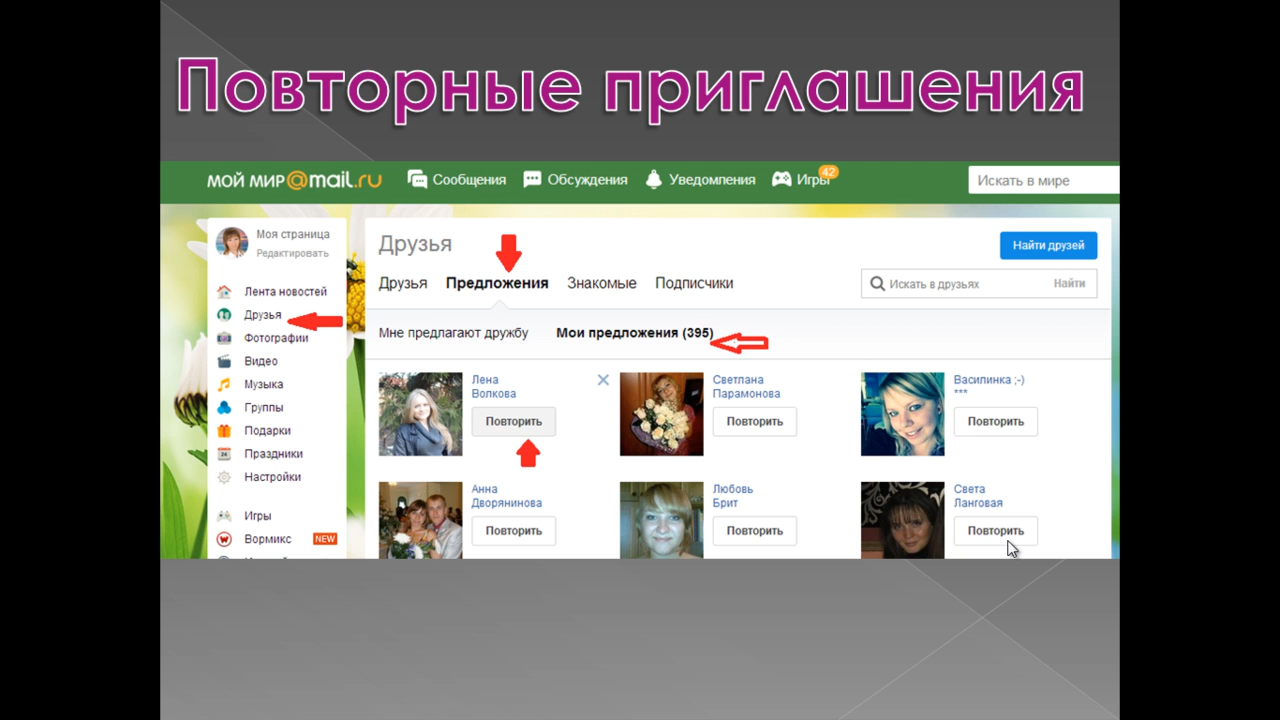 Повторные приглашения
МОЙ МИР@mail.ru Сообщения Обсуждения Уведомления Игры 42 Искать в мире
Моя страница
Редактировать
Лента новостей
Друзья
Фотографии
Видео
Музыка
Группы
Подарки
Праздники
Настройки
Игры
Вормикс NEW
Друзья Найти друзей
Друзья Предложения Знакомые Подписчики Искать в друзьях Найти
Мне предлагают дружбу Мои предложения (395)
Лена
Волкова
Повторить
Светлана
Парамонова
Повторить
Василинка ;-)
***
Повторить
Анна
Дворянинова
Повторить
Любовь
Брит
Повторить
Света
Ланговая
Повторить